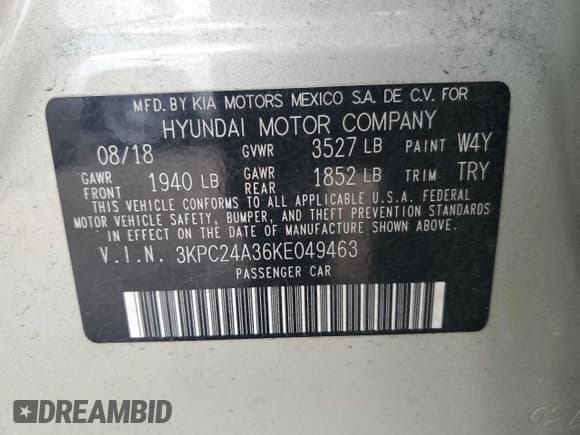 MFD. BY KIA MOTORS MEXICO S.A. DE C.V. FOR
HYUNDAI MOTOR COMPANY
08/18 GVWR 3527 LB PAINT W4Y
GAWR FRONT 1940 LB GAWR REAR 1852 LB TRIM TRY
THIS VEHICLE CONFORMS TO ALL APPLICABLE U.S.A. FEDERAL
MOTOR VEHICLE SAFETY, BUMPER, AND THEFT PREVENTION STANDARDS
IN EFFECT ON THE DATE OF MANUFACTURE SHOWN ABOVE.
V.I.N. 3KPC24A36KE049463
PASSENGER CAR
DREAMBID